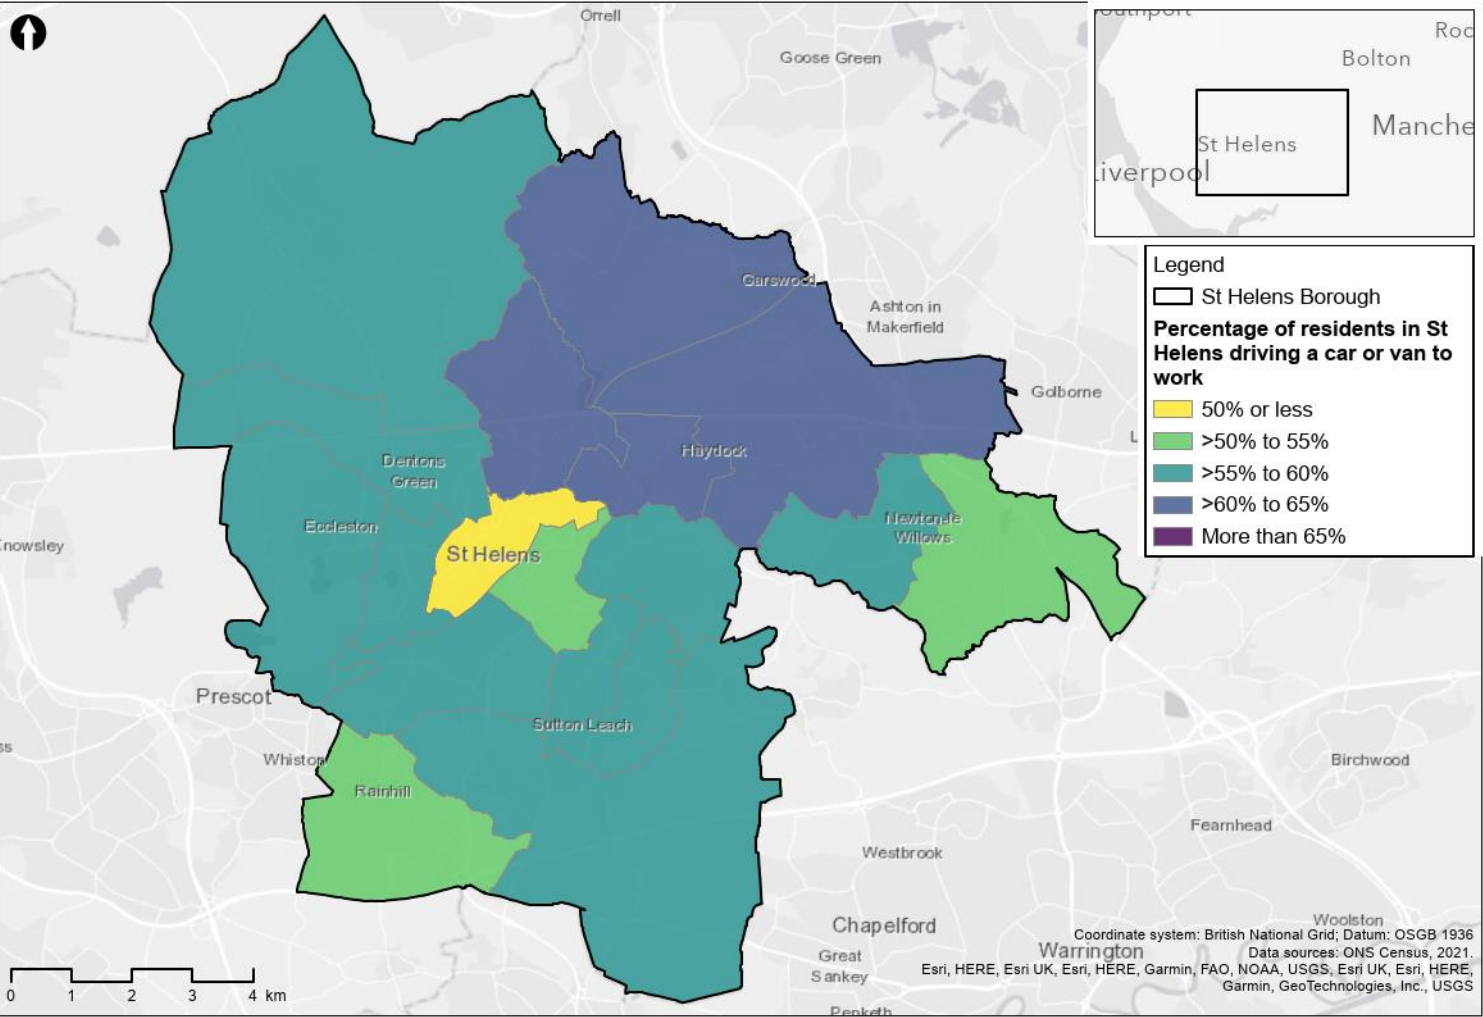 Orrell
Goose Green
Southport
Roc
Bolton
Manche
St Helens
Liverpool
Garswood
Ashton in
Makerfield
Golborne
L
Legend
St Helens Borough
Percentage of residents in St
Helens driving a car or van to
work
50% or less
>50% to 55%
>55% to 60%
>60% to 65%
More than 65%
Haydock
Dentons
Green
Eccleston
Newton-le
Willows
Knowsley
St Helens
Prescot
Sutton Leach
ss
Whiston
Rainhill
Birchwood
Fearnhead
Westbrook
Woolston
Chapelford
Warrington
Great
Sankey
Penketh
Coordinate system: British National Grid; Datum: OSGB 1936
Data sources: ONS Census, 2021.
Esri, HERE, Esri UK, Esri, HERE, Garmin, FAO, NOAA, USGS, Esri UK, Esri, HERE,
Garmin, GeoTechnologies, Inc., USGS
0 1 2 3 4 km